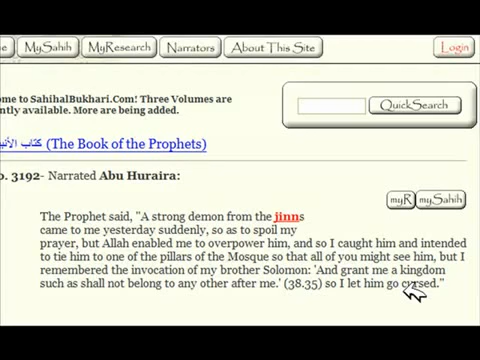 MySahih MyResearch Narrators About This Site Login
ome to SahihalBukhari.Com! Three Volumes are
ntly available. More are being added.
QuickSearch
(The Book of the Prophets)
o. 3192- Narrated Abu Huraira:
myR mySahih
The Prophet said, "A strong demon from the jinns
came to me yesterday suddenly, so as to spoil my
prayer, but Allah enabled me to overpower him, and so I caught him and intended
to tie him to one of the pillars of the Mosque so that all of you might see him, but I
remembered the invocation of my brother Solomon: 'And grant me a kingdom
such as shall not belong to any other after me.' (38.35) so I let him go cursed."